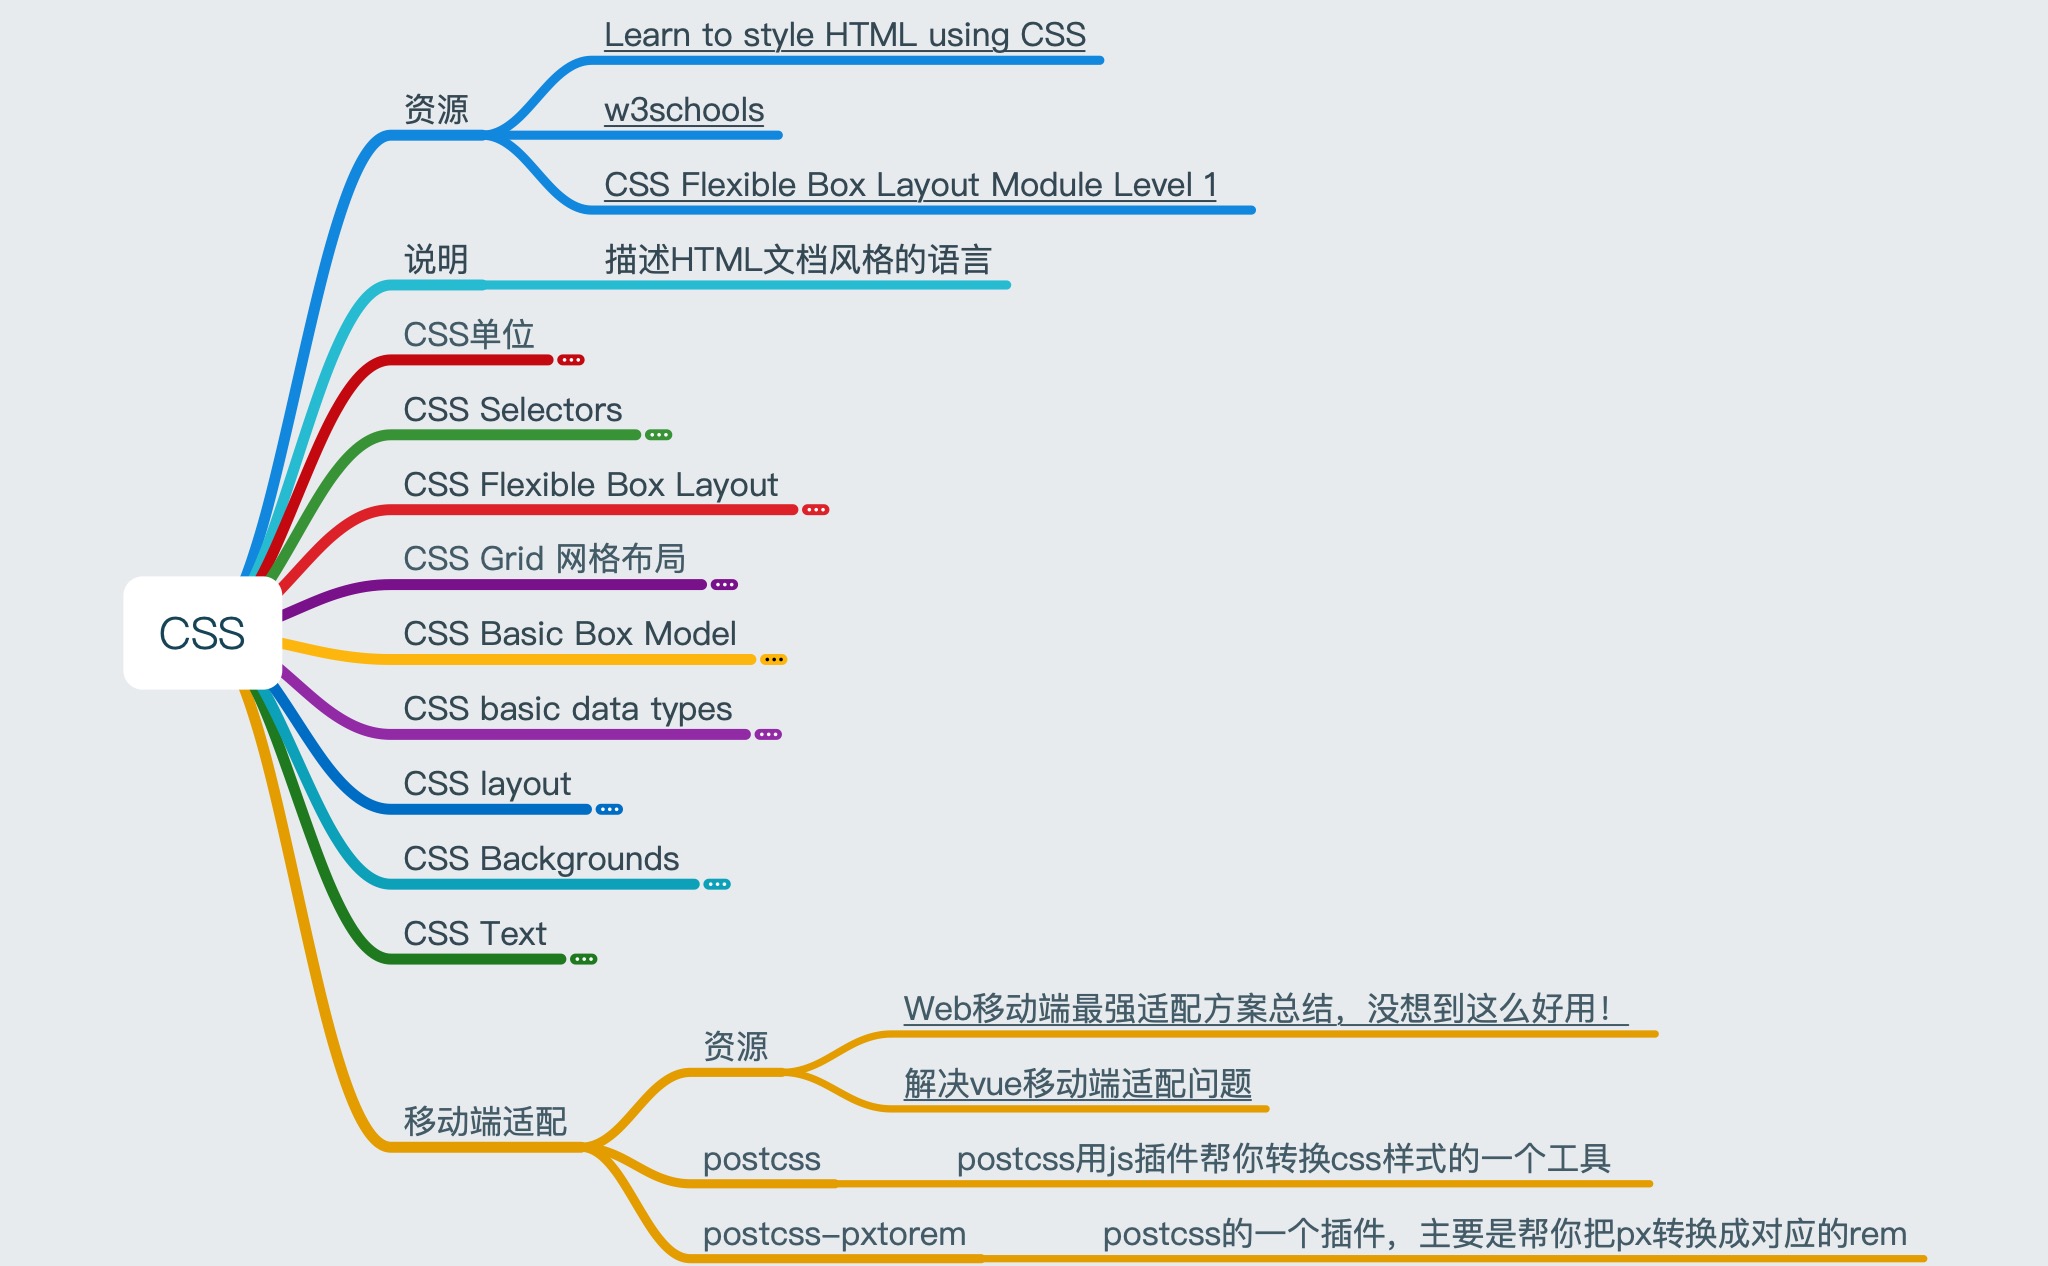 Learn to style HTML using CSS
资源
w3schools
CSS Flexible Box Layout Module Level 1
说明
描述HTML文档风格的语言
CSS单位
CSS Selectors
CSS Flexible Box Layout
CSS Grid 网格布局
CSS
CSS Basic Box Model
CSS basic data types
CSS layout
CSS Backgrounds
CSS Text
移动端适配
资源
Web移动端最强适配方案总结，没想到这么好用！
解决vue移动端适配问题
postcss
postcss用js插件帮你转换css样式的一个工具
postcss-pxtorem
postcss的一个插件，主要是帮你把px转换成对应的rem